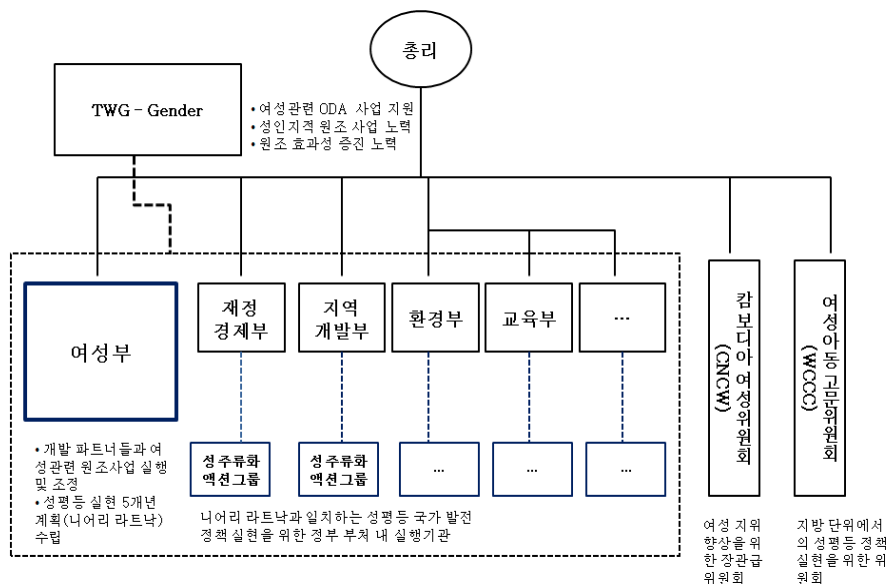 총리
TWG – Gender
• 여성관련 ODA 사업 지원
• 성인지적 원조 사업 노력
• 원조 효과성 증진 노력
여성부
재정
경제부
지역
개발부
환경부
교육부
...
캄보디아 여성위원회
(CNCW)
여성아동 고문위원회
(WCCC)
성주류화
액션그룹
성주류화
액션그룹
...
...
...
• 개발 파트너들과 여
성관련 원조사업 실행
및 조정
• 성평등 실현 5개년
계획(니어리 라트낙)
수립
니어리 라트낙과 일치하는 성평등 국가 발전
정책 실현을 위한 정부 부처 내 실행기관
여성 지위
향상을 위
한 장관급
위원회
지방 단위에서
의 성평등 정책
실현을 위한 위
원회